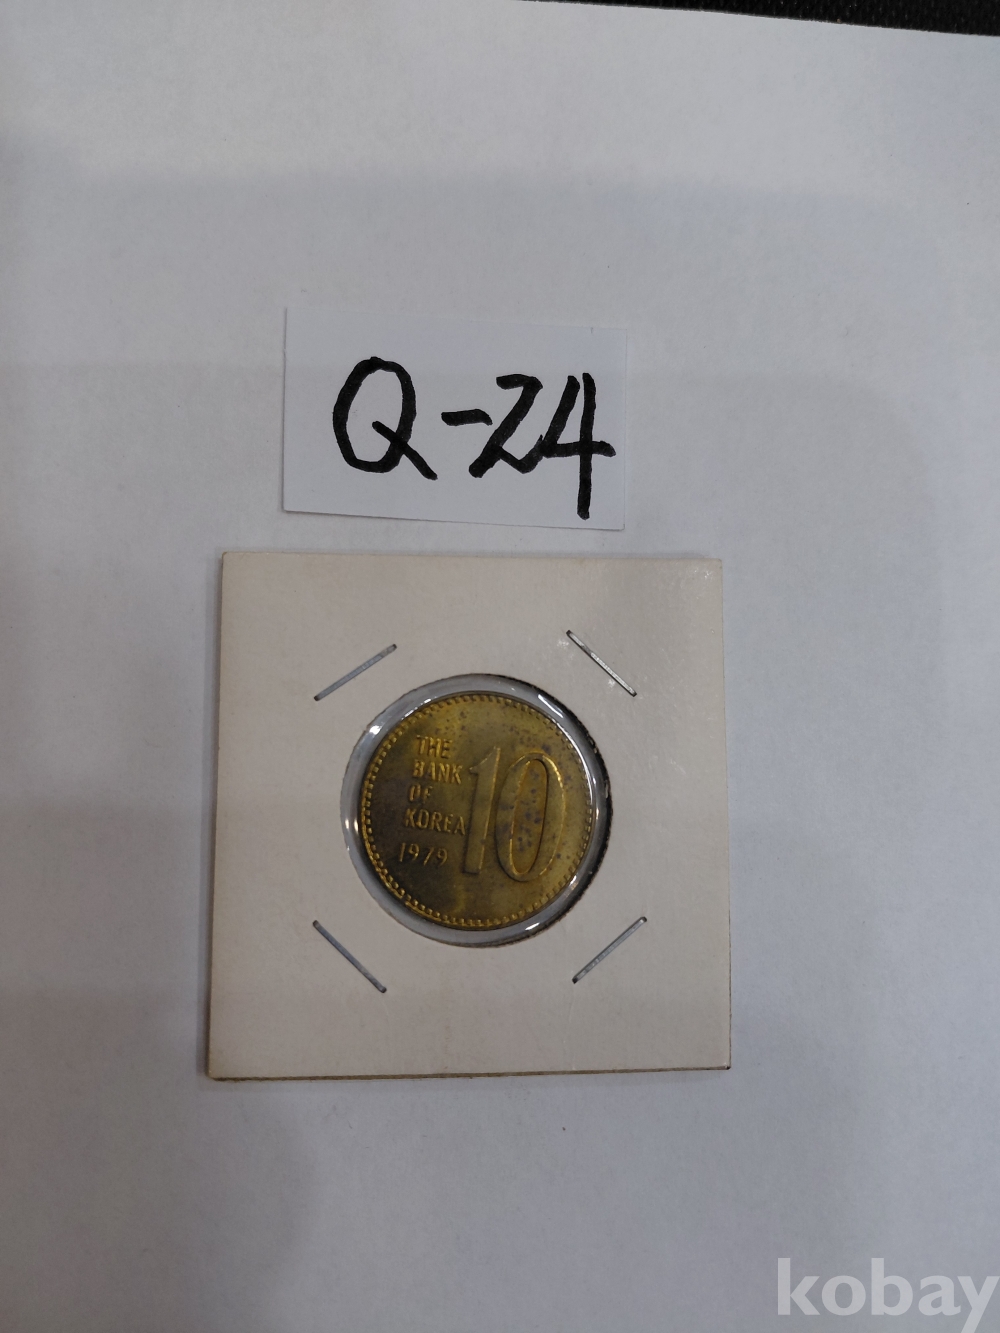 Q-24
THE
BANK
OF
KOREA
1979
10
kobay